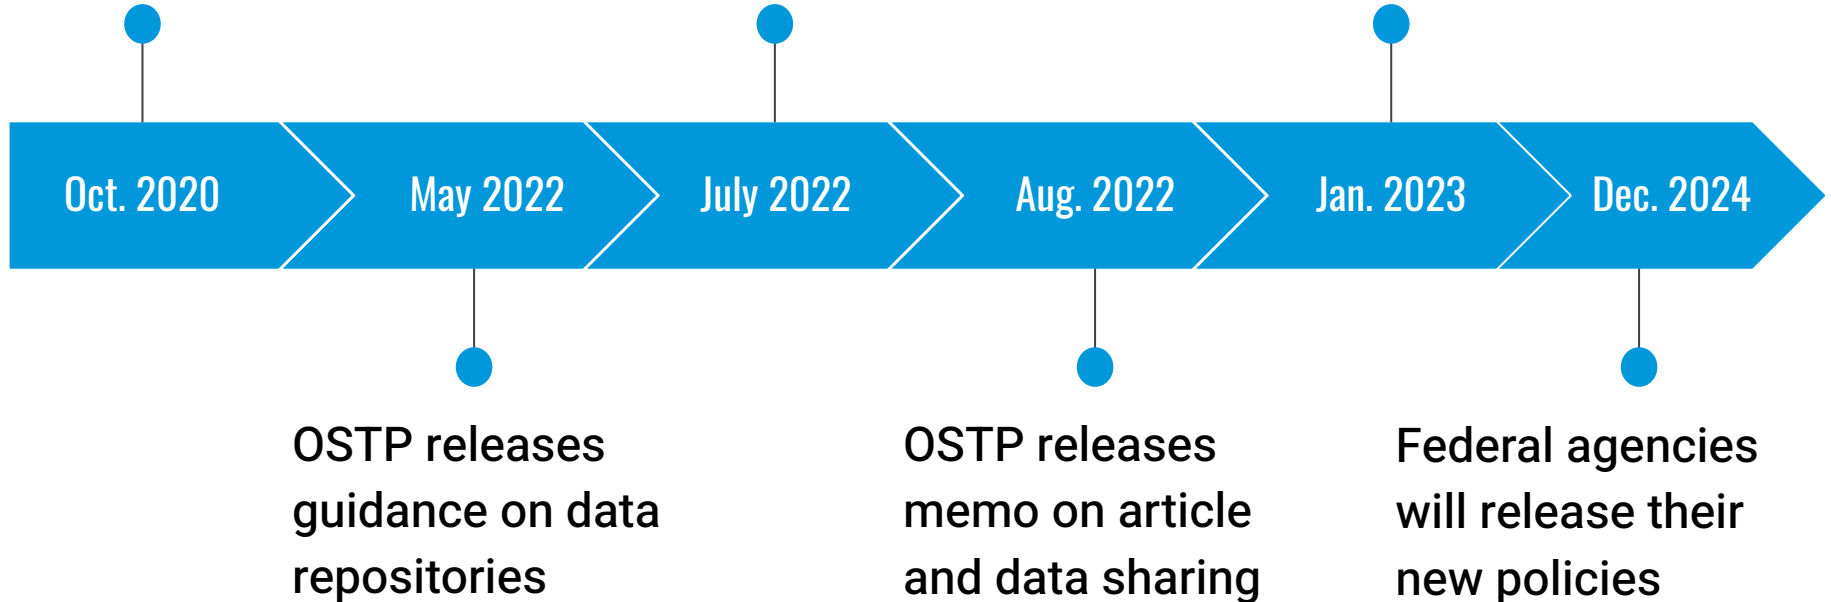 Oct. 2020
May 2022
July 2022
Aug. 2022
Jan. 2023
Dec. 2024
OSTP releases
guidance on data
repositories
OSTP releases
memo on article
and data sharing
Federal agencies
will release their
new policies